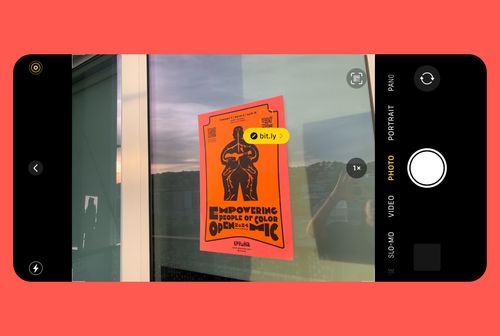 bit.ly
EMPOWERING
PEOPLE OF COLOR
OPEN MIC
1×
PANO
PORTRAIT
PHOTO
VIDEO
SLO-MO